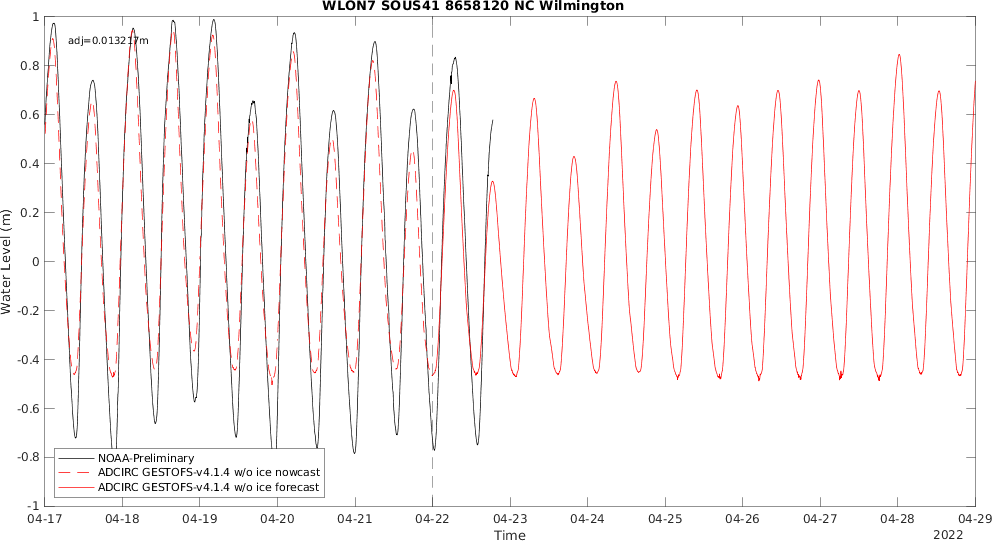 WLON7 SOUS41 8658120 NC Wilmington
adj=0.013217m
Water Level (m)
1
0.8
0.6
0.4
0.2
0
-0.2
-0.4
-0.6
-0.8
-1
NOAA-Preliminary
ADCIRC GESTOFS-v4.1.4 w/o ice nowcast
ADCIRC GESTOFS-v4.1.4 w/o ice forecast
04-17 04-18 04-19 04-20 04-21 04-22 04-23 04-24 04-25 04-26 04-27 04-28 04-29
Time
2022